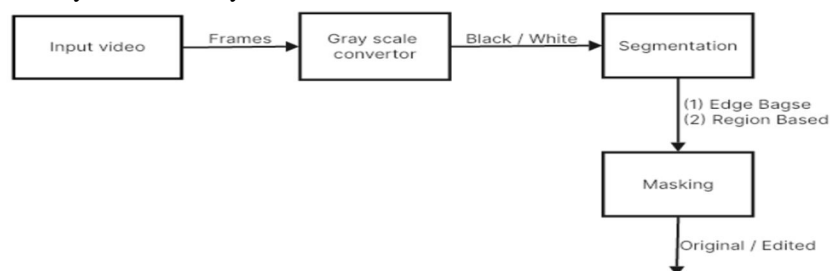 Input video
Frames
Gray scale
convertor
Black / White
Segmentation
(1) Edge Bagse
(2) Region Based
Masking
Original / Edited